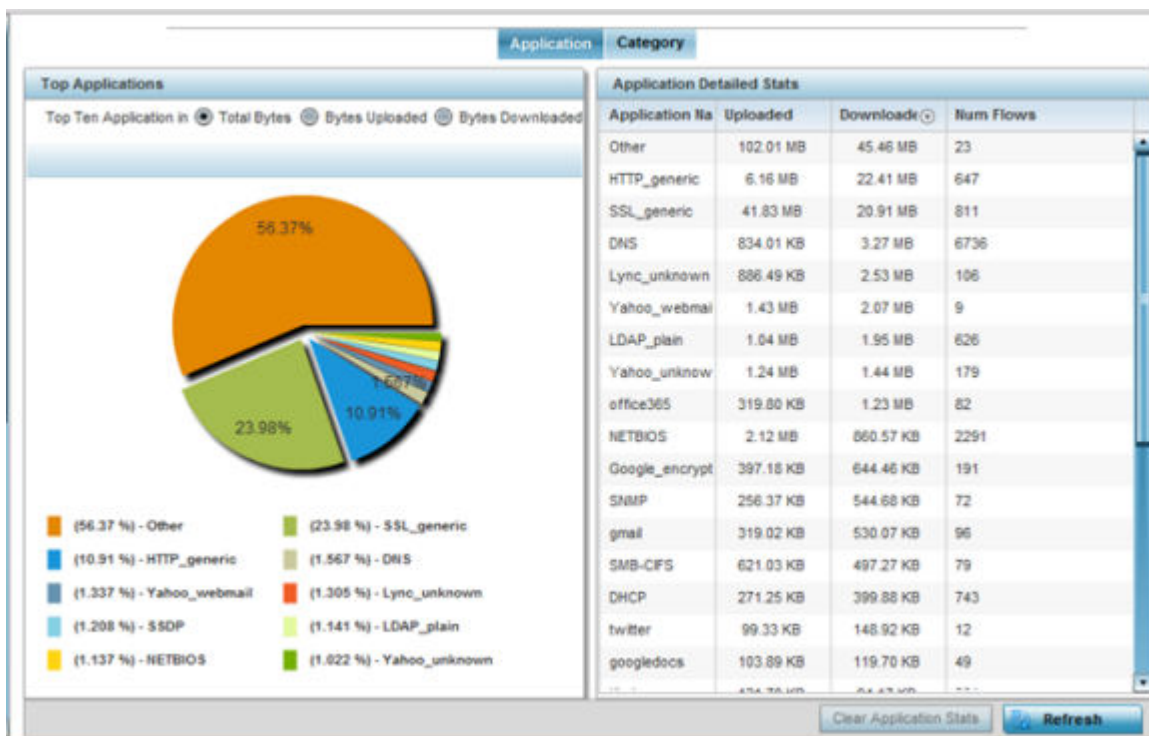 Application Category
Top Applications
Top Ten Application in Total Bytes Bytes Uploaded Bytes Downloaded
56.37%
23.98%
10.91%
1.567%
(56.37 %) - Other (23.98 %) - SSL_generic
(10.91 %) - HTTP_generic (1.567 %) - DNS
(1.337 %) - Yahoo_webmail (1.305 %) - Lync_unknown
(1.208 %) - SSDP (1.141 %) - LDAP_plain
(1.137 %) - NETBIOS (1.022 %) - Yahoo_unknown
Application Detailed Stats
Application Na Uploaded Downloade Num Flows
Other 102.01 MB 45.46 MB 23
HTTP_generic 6.16 MB 22.41 MB 647
SSL_generic 41.83 MB 20.91 MB 811
DNS 834.01 KB 3.27 MB 6736
Lync_unknown 886.49 KB 2.53 MB 106
Yahoo_webmai 1.43 MB 2.07 MB 9
LDAP_plain 1.04 MB 1.95 MB 626
Yahoo_unknow 1.24 MB 1.44 MB 179
office365 319.80 KB 1.23 MB 82
NETBIOS 2.12 MB 860.57 KB 2291
Google_encrypt 397.18 KB 644.46 KB 191
SNMP 256.37 KB 544.68 KB 72
gmail 319.02 KB 530.07 KB 96
SMB-CIFS 621.03 KB 497.27 KB 79
DHCP 271.25 KB 399.88 KB 743
twitter 99.33 KB 148.92 KB 12
googledocs 103.89 KB 119.70 KB 49
Clear Application Stats Refresh